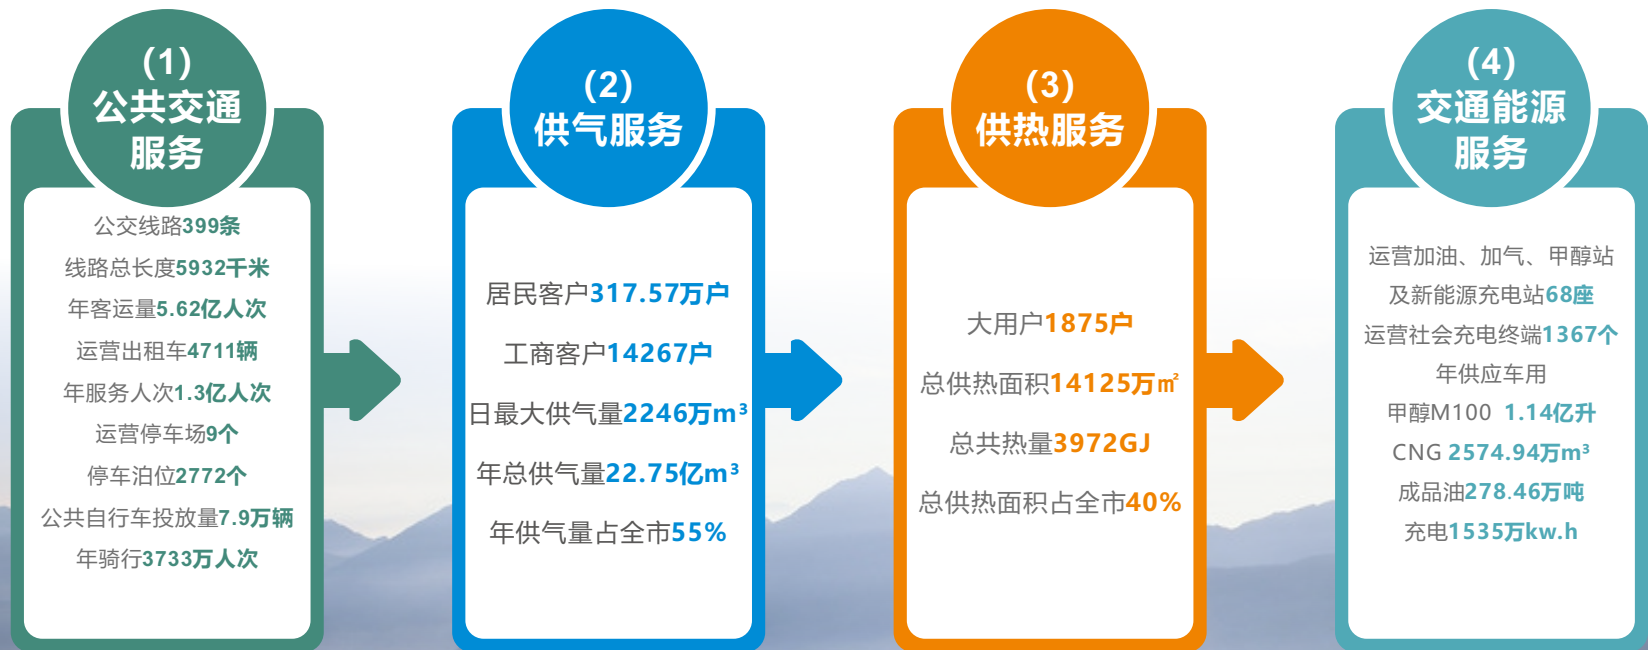 (1)
公共交通
服务
公交线路399条
线路总长度5932千米
年客运量5.62亿人次
运营出租车4711辆
年服务人次1.3亿人次
运营停车场9个
停车泊位2772个
公共自行车投放量7.9万辆
年骑行3733万人次
(2)
供气服务
居民客户317.57万户
工商客户14267户
日最大供气量2246万m³
年总供气量22.75亿m³
年供气量占全市55%
(3)
供热服务
大用户1875户
总供热面积14125万㎡
总共热量3972GJ
总供热面积占全市40%
(4)
交通能源
服务
运营加油、加气、甲醇站
及新能源充电站68座
运营社会充电终端1367个
年供应车用
甲醇M100 1.14亿升
CNG 2574.94万m³
成品油278.46万吨
充电1535万kw.h